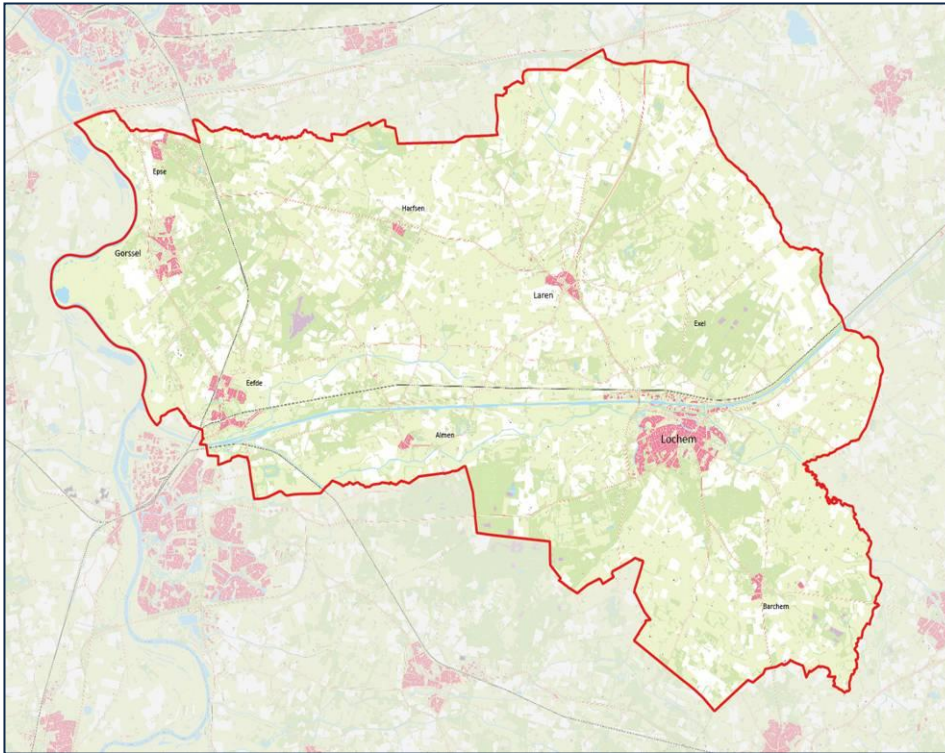 Epse
Harfsen
Gorssel
Laren
Exel
Eefde
Almen
Lochem
Barchem